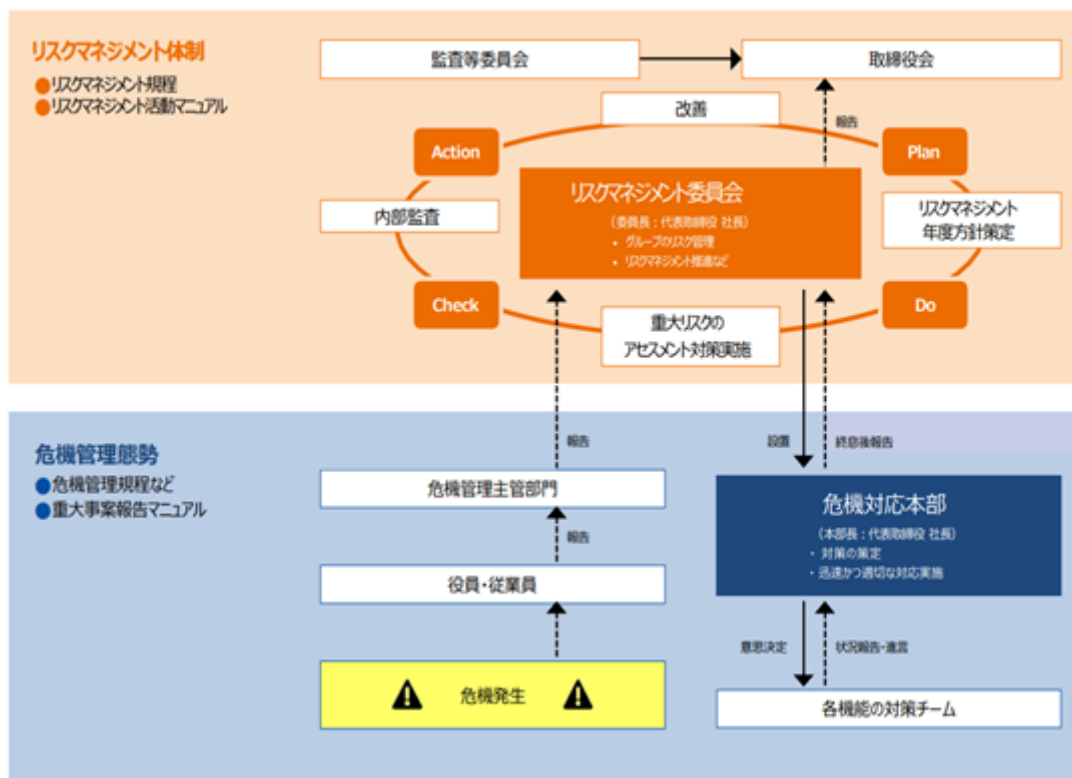 リスクマネジメント体制
●リスクマネジメント規程
●リスクマネジメント活動マニュアル
監査等委員会
取締役会
報告
改善
Action
Plan
内部監査
リスクマネジメント委員会
（委員長：代表取締役 社長）
• グループのリスク管理
• リスクマネジメント推進など
リスクマネジメント
年度方針策定
Check
Do
重大リスクの
アセスメント対策実施
危機管理態勢
●危機管理規程など
●重大事案報告マニュアル
報告
設置
終息後報告
危機管理主管部門
報告
役員・従業員
危機発生
危機対応本部
（本部長：代表取締役 社長）
・ 対策の策定
・ 迅速かつ適切な対応実施
意思決定
状況報告・進言
各機能の対策チーム